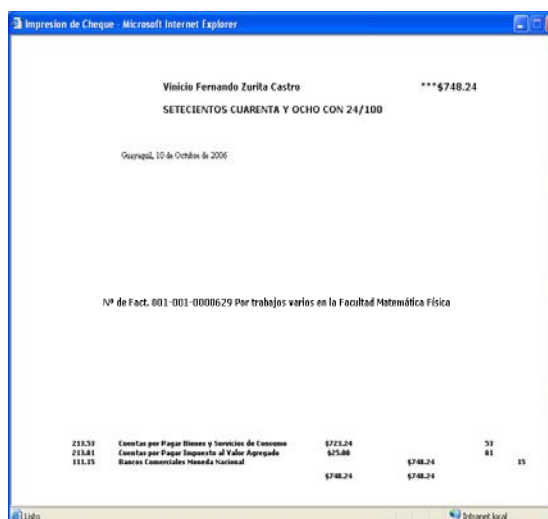 Impresion de Cheque - Microsoft Internet Explorer
Vinicio Fernando Zurita Castro ***$748.24
SETECIENTOS CUARENTA Y OCHO CON 24/100
Guayaquil, 10 de Octubre de 2006
Nº de Fact. 001-001-0000629 Por trabajos varios en la Facultad Matemática Física
213.53 Cuentas por Pagar Bienes y Servicios de Consumo $723.24 53
213.81 Cuentas por Pagar Impuesto al Valor Agregado $25.00 81
111.15 Bancos Comerciales Moneda Nacional $748.24 15
$748.24 $748.24
Listo Intranet local